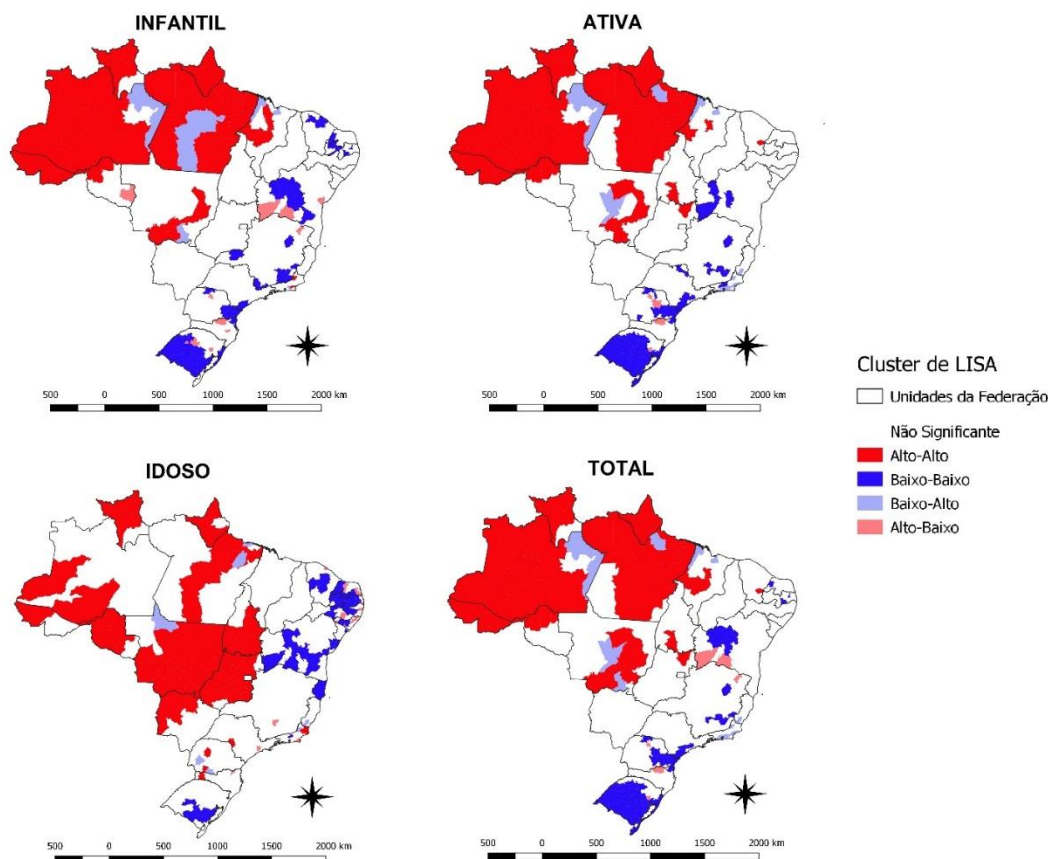 INFANTIL
ATIVA
500 0 500 1000 1500 2000 km
500 0 500 1000 1500 2000 km
Cluster de LISA
Unidades da Federação
Não Significante
Alto-Alto
Baixo-Baixo
Baixo-Alto
Alto-Baixo
IDOSO
TOTAL
500 0 500 1000 1500 2000 km
500 0 500 1000 1500 2000 km